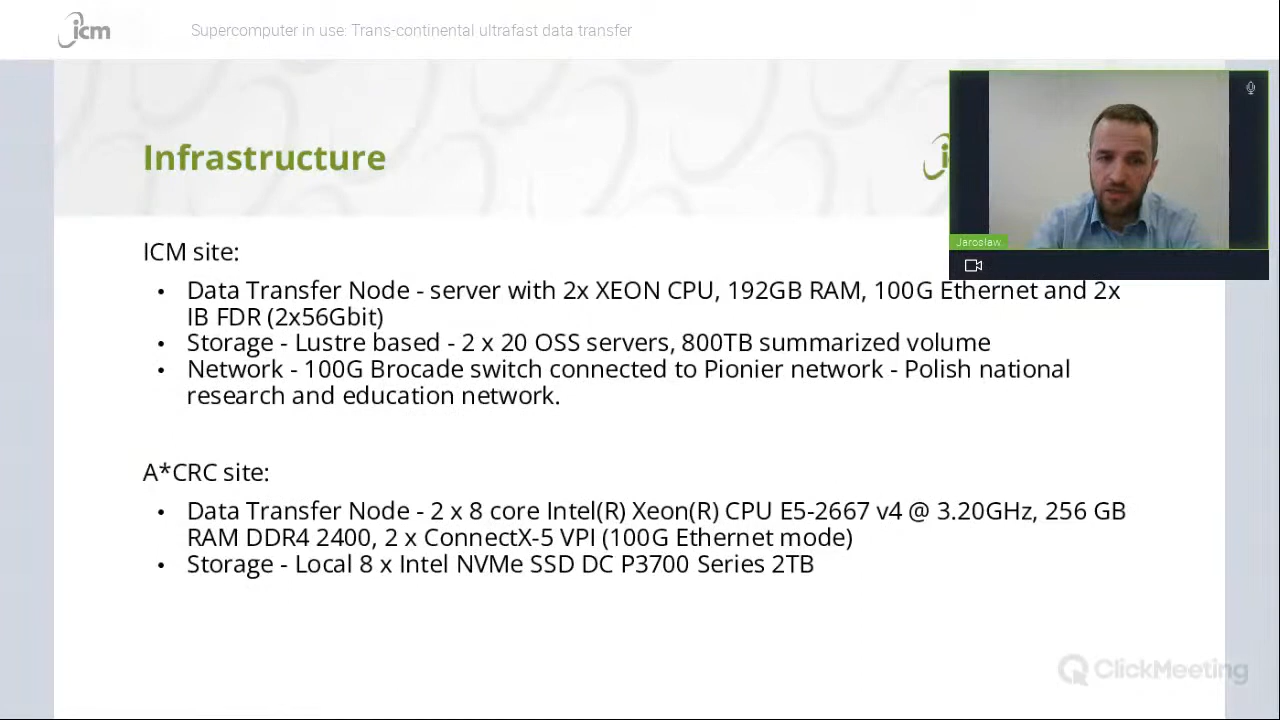 icm
Supercomputer in use: Trans-continental ultrafast data transfer
Infrastructure
Jaroslaw
ICM site:
• Data Transfer Node - server with 2x XEON CPU, 192GB RAM, 100G Ethernet and 2x
IB FDR (2x56Gbit)
• Storage - Lustre based - 2 x 20 OSS servers, 800TB summarized volume
• Network - 100G Brocade switch connected to Pionier network - Polish national
research and education network.
A*CRC site:
• Data Transfer Node - 2 x 8 core Intel(R) Xeon(R) CPU E5-2667 v4 @ 3.20GHz, 256 GB
RAM DDR4 2400, 2 x ConnectX-5 VPI (100G Ethernet mode)
• Storage - Local 8 x Intel NVMe SSD DC P3700 Series 2TB
ClickMeeting